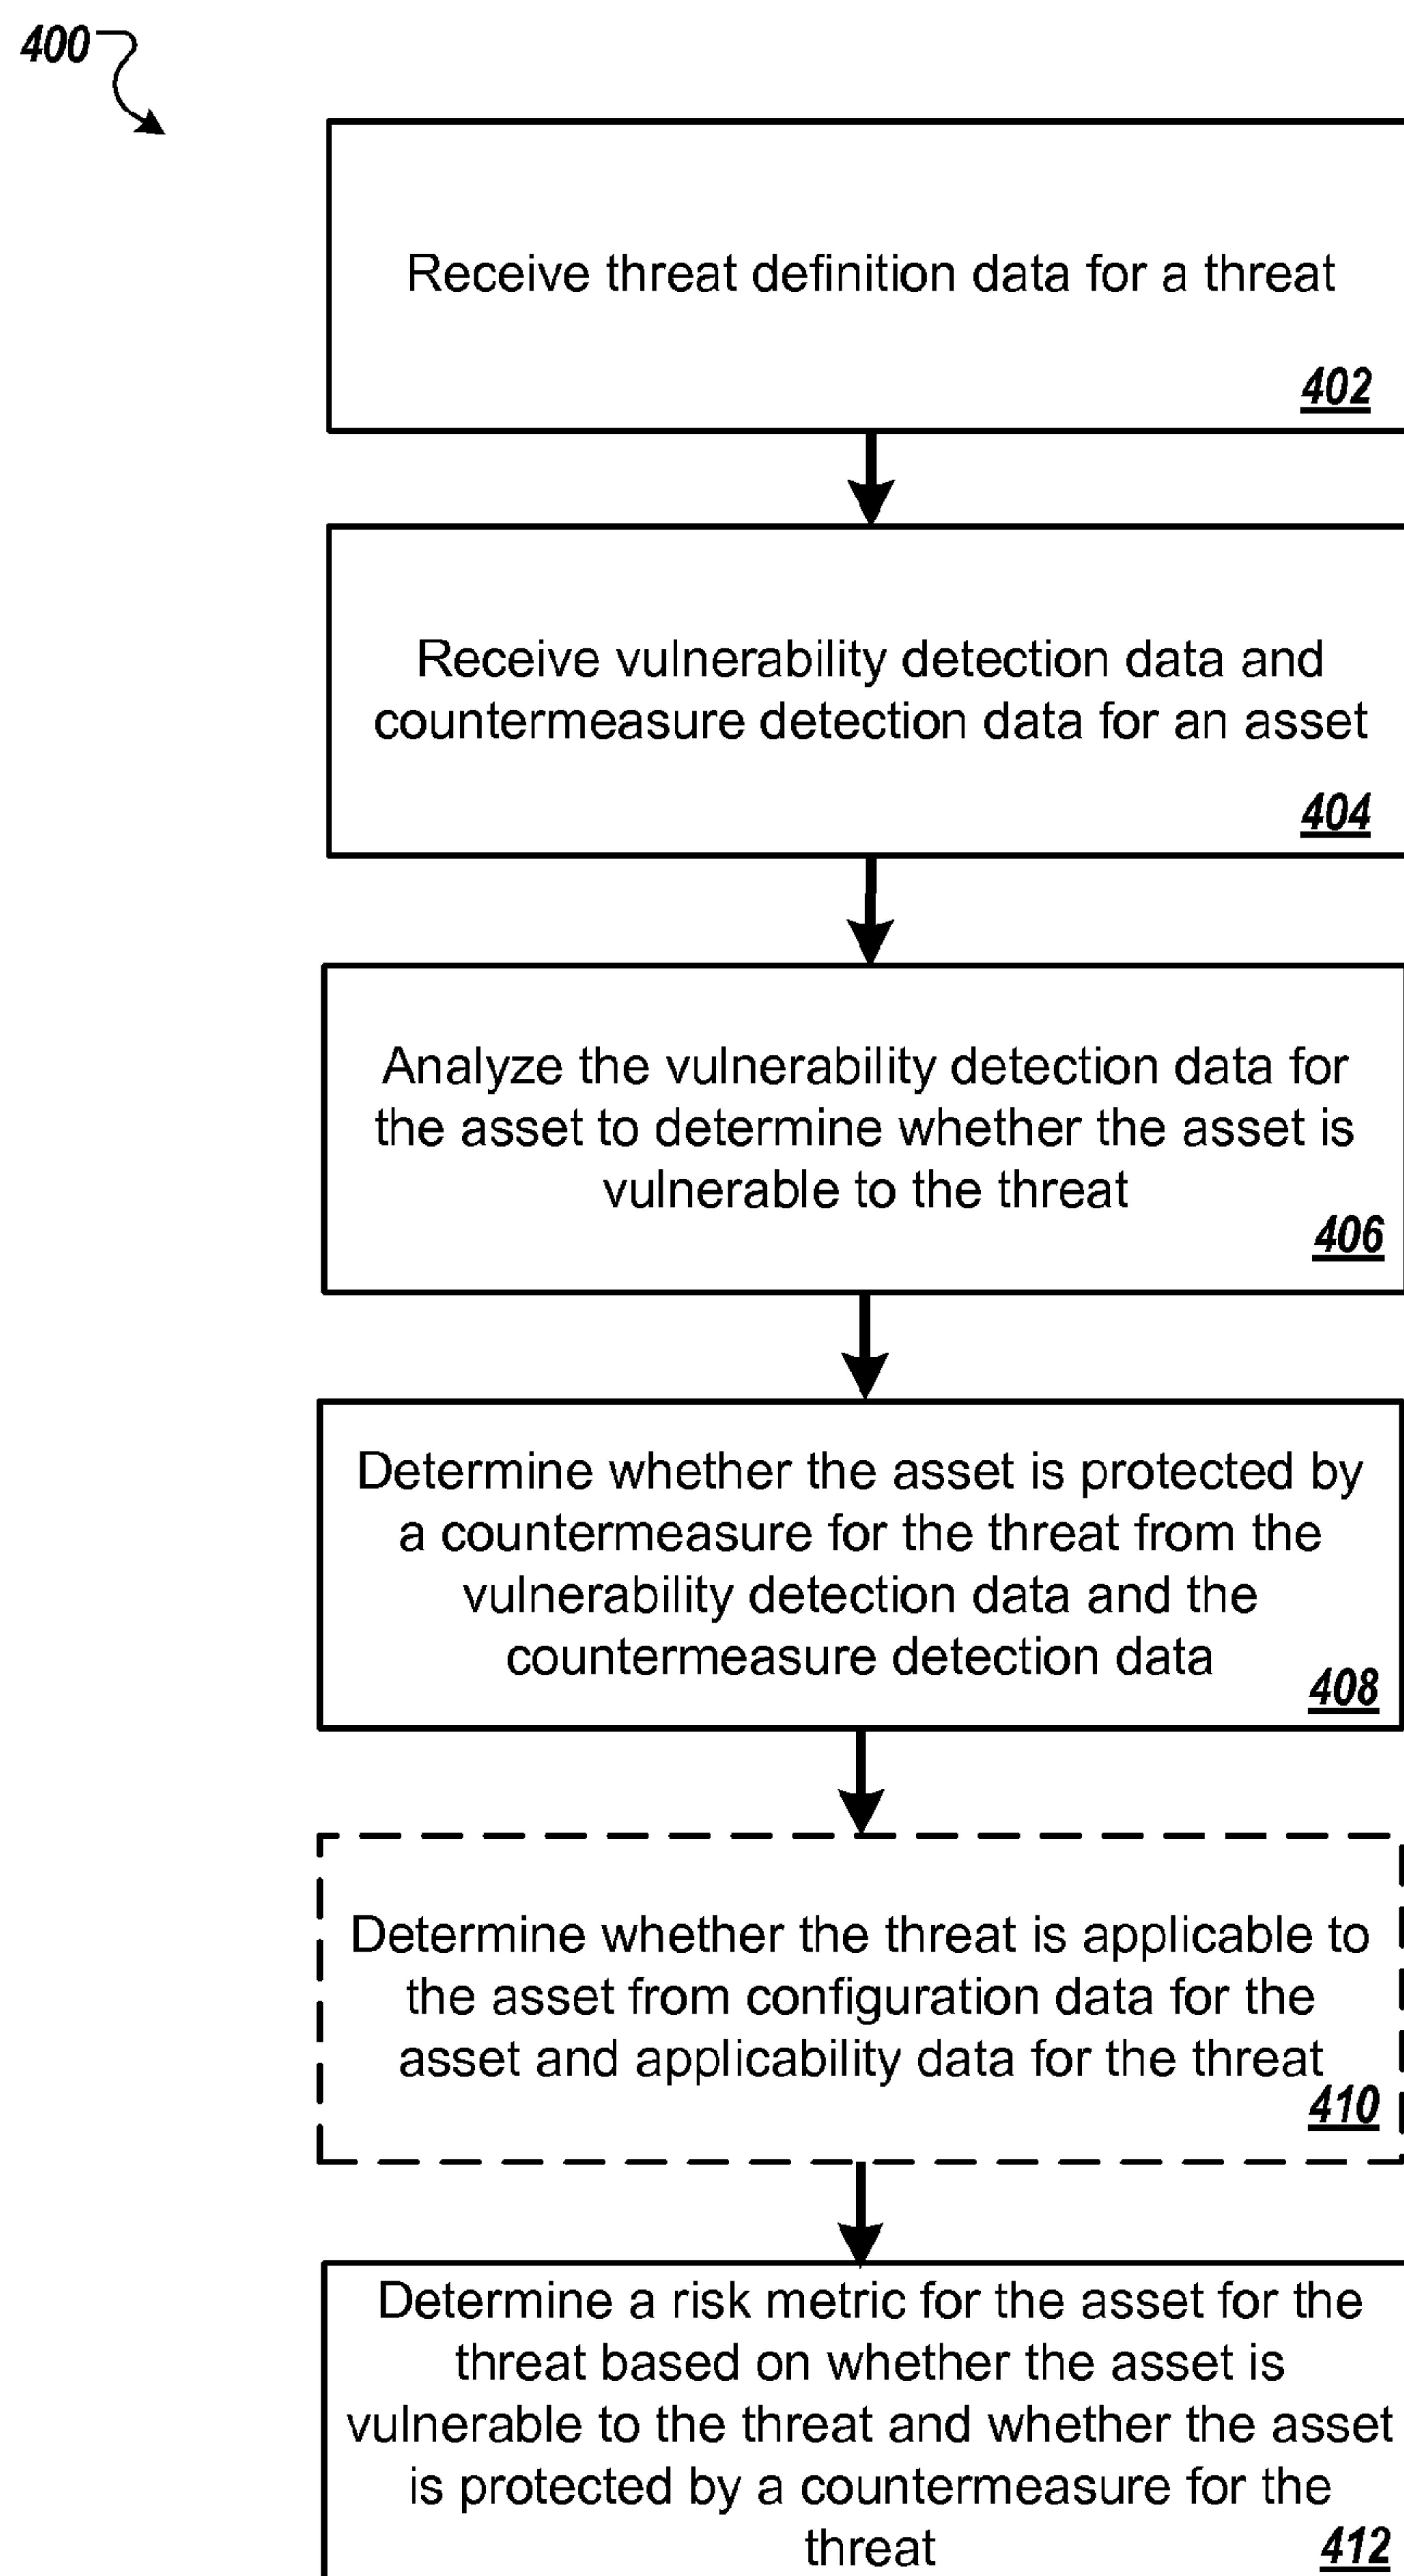 400
Receive threat definition data for a threat
402
Receive vulnerability detection data and
countermeasure detection data for an asset
404
Analyze the vulnerability detection data for
the asset to determine whether the asset is
vulnerable to the threat
406
Determine whether the asset is protected by
a countermeasure for the threat from the
vulnerability detection data and the
countermeasure detection data
408
Determine whether the threat is applicable to
the asset from configuration data for the
asset and applicability data for the threat
410
Determine a risk metric for the asset for the
threat based on whether the asset is
vulnerable to the threat and whether the asset
is protected by a countermeasure for the
threat
412